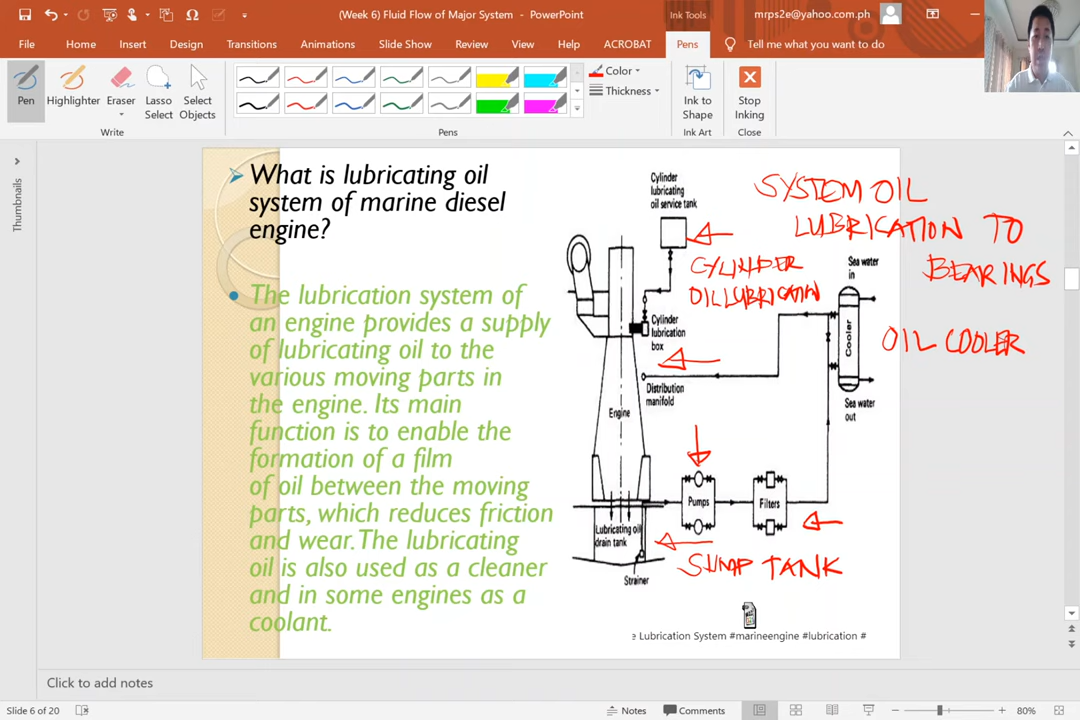 (Week 6) Fluid Flow of Major System - PowerPoint
Ink Tools
mrps2e@yahoo.com.ph
File
Home
Insert
Design
Transitions
Animations
Slide Show
Review
View
Help
ACROBAT
Pens
Tell me what you want to do
Pen
Highlighter
Eraser
Lasso
Select
Select
Objects
Write
Pens
Color
Thickness
Ink to
Shape
Ink Art
Stop
Inking
Close
Thumbnails
What is lubricating oil
system of marine diesel
engine?
The lubrication system of
an engine provides a supply
of lubricating oil to the
various moving parts in
the engine. Its main
function is to enable the
formation of a film
of oil between the moving
parts, which reduces friction
and wear. The lubricating
oil is also used as a cleaner
and in some engines as a
coolant.
Cylinder
lubricating
oil service tank
SYSTEM OIL
LUBRICATION TO
BEARINGS
CYLINDER
OIL LUBRICATION
Sea water
in
Cylinder
lubrication
box
Cooler
OIL COOLER
Distribution
manifold
Sea water
out
Engine
Pumps
Filters
Lubricating oil
drain tank
SUMP TANK
Strainer
e Lubrication System #marineengine #lubrication #
Click to add notes
Slide 6 of 20
Notes
Comments
80%